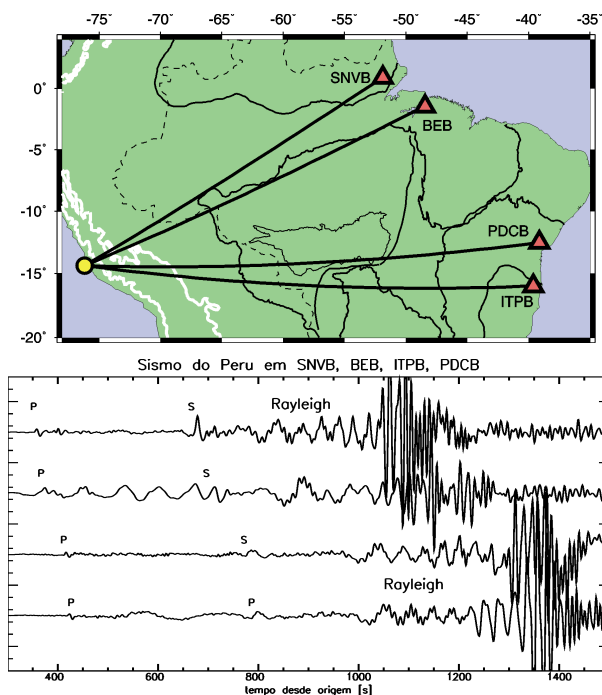 -75° -70° -65° -60° -55° -50° -45° -40° -35°
0°
SNVB
BEB
-5°
-10°
PDCB
-15°
ITPB
-20°
Sismo do Peru em SNVB, BEB, ITPB, PDCB
P S Rayleigh
P S
P S
Rayleigh
P P
400 600 800 1000 1200 1400
tempo desde origem [s]